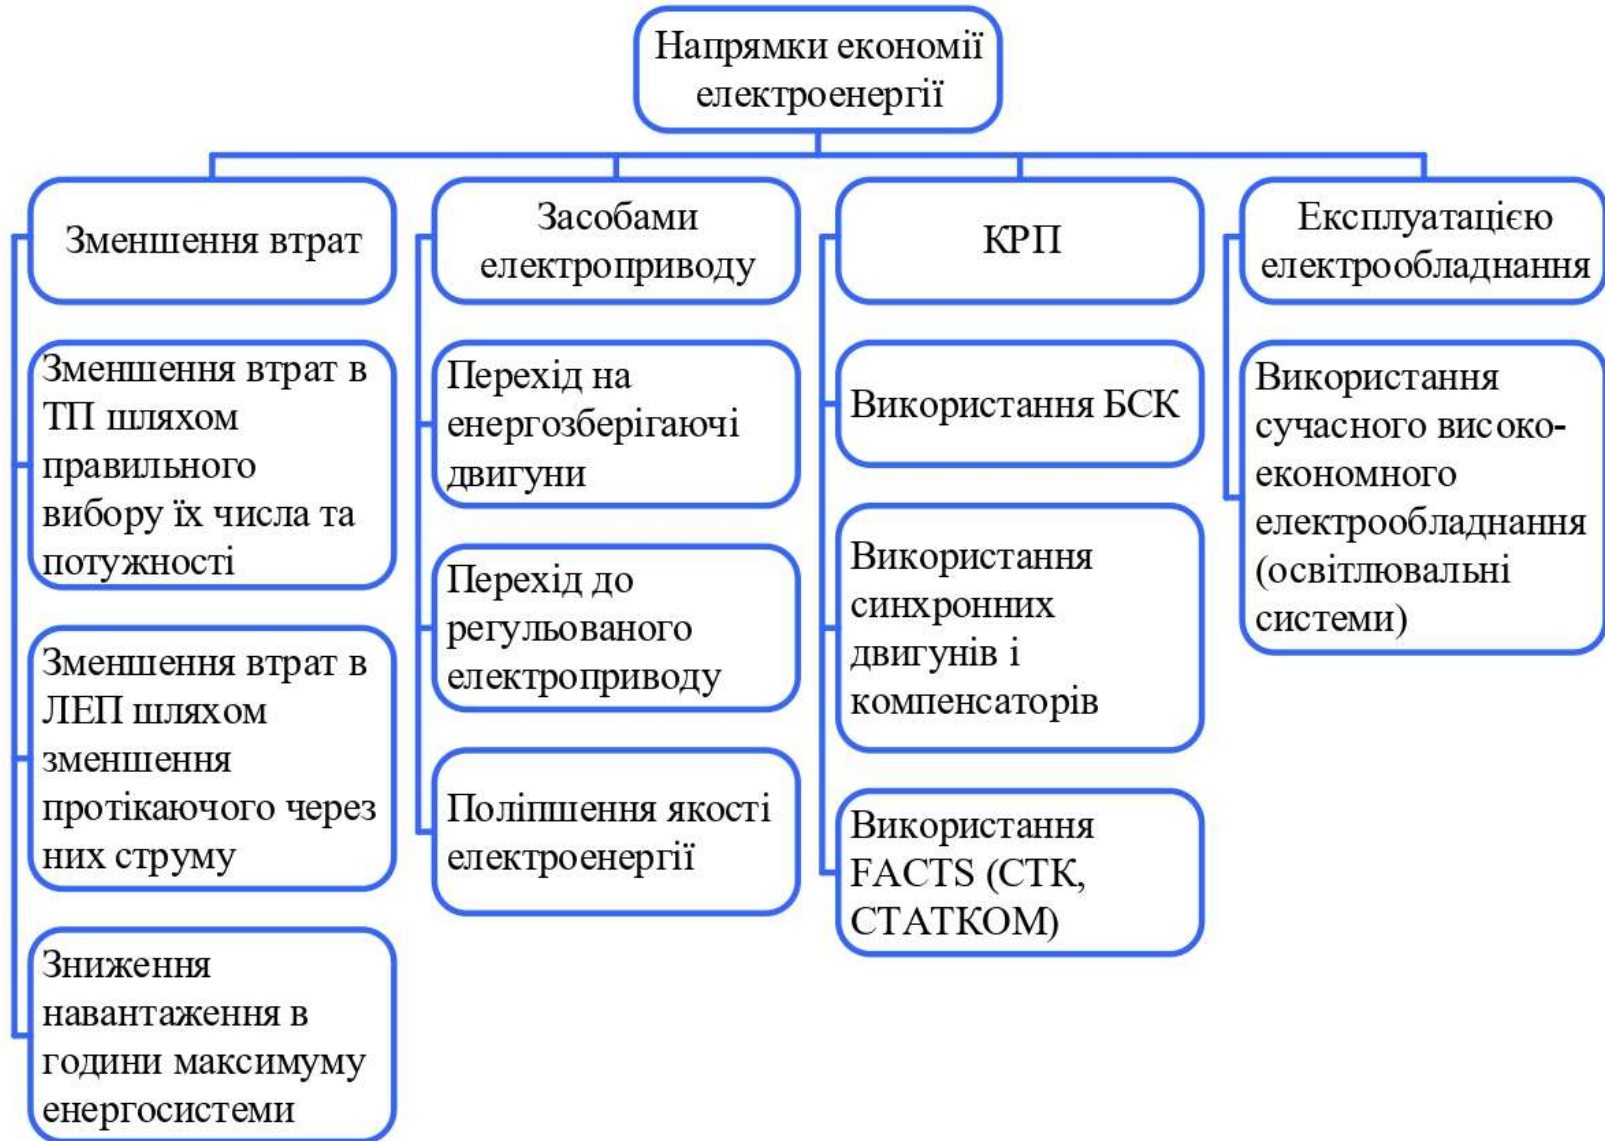 Напрямки економії
електроенергії
Зменшення втрат
Зменшення втрат в
ТП шляхом
правильного
вибору їх числа та
потужності
Зменшення втрат в
ЛЕП шляхом
зменшення
протікаючого через
них струму
Зниження
навантаження в
години максимуму
енергосистеми
Засобами
електроприводу
Перехід на
енергозберігаючі
двигуни
Перехід до
регульованого
електроприводу
Поліпшення якості
електроенергії
КРП
Використання БСК
Використання
синхронних
двигунів і
компенсаторів
Використання
FACTS (СТК,
СТАТКОМ)
Експлуатацією
електрообладнання
Використання
сучасного високо-
економного
електрообладнання
(освітлювальні
системи)